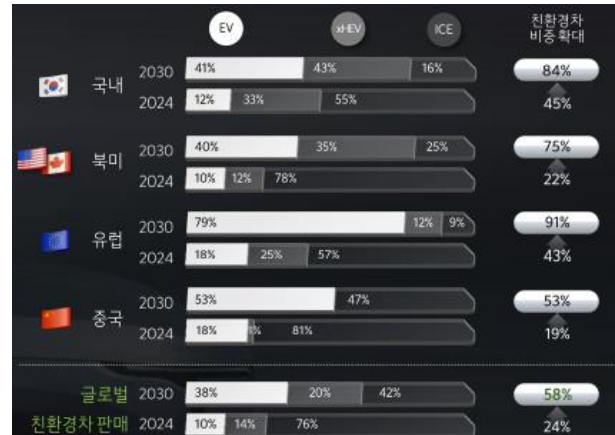 EV xHEV ICE 친환경차
비중 확대
국내 2030 41% 43% 16% 84%
2024 12% 33% 55% 45%
북미 2030 40% 35% 25% 75%
2024 10% 12% 78% 22%
유럽 2030 79% 12% 9% 91%
2024 18% 25% 57% 43%
중국 2030 53% 47% 53%
2024 18% 1% 81% 19%
글로벌 2030 38% 20% 42% 58%
친환경차 판매 2024 10% 14% 76% 24%